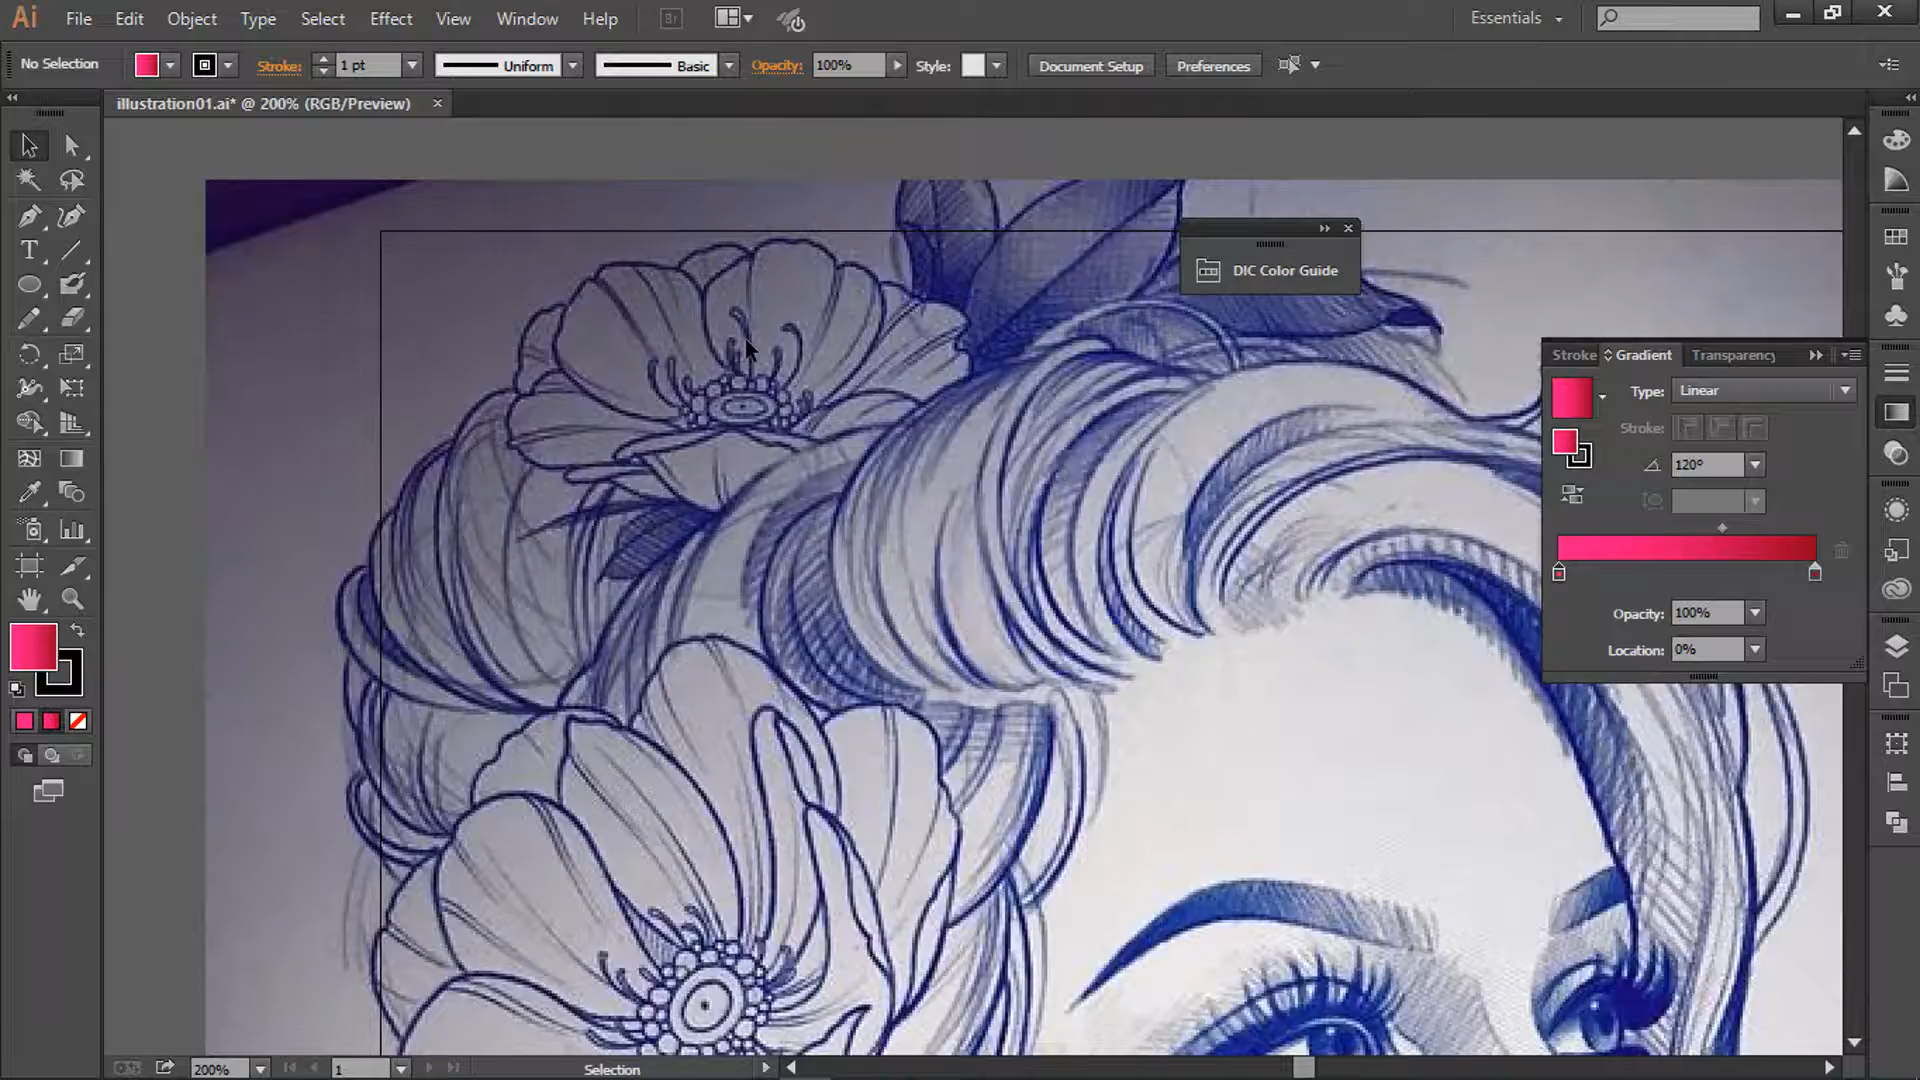 Ai File Edit Object Type Select Effect View Window Help Br Essentials
No Selection Stroke: 1 pt Uniform Basic Opacity: 100% Style: Document Setup Preferences
illustration01.ai* @ 200% (RGB/Preview)
DIC Color Guide
Stroke Gradient Transparency
Type: Linear
Stroke:
120°
Opacity: 100%
Location: 0%
T
200% 1 Selection